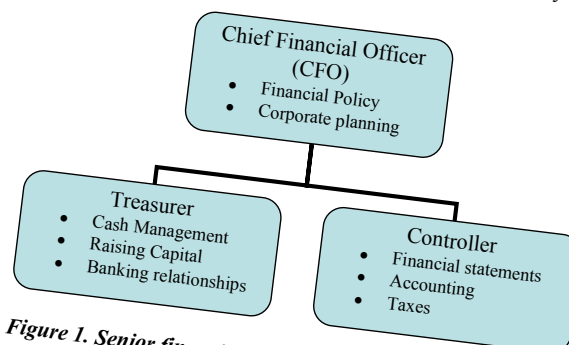 Chief Financial Officer
(CFO)
• Financial Policy
• Corporate planning
Treasurer
• Cash Management
• Raising Capital
• Banking relationships
Controller
• Financial statements
• Accounting
• Taxes
Figure 1. Senior